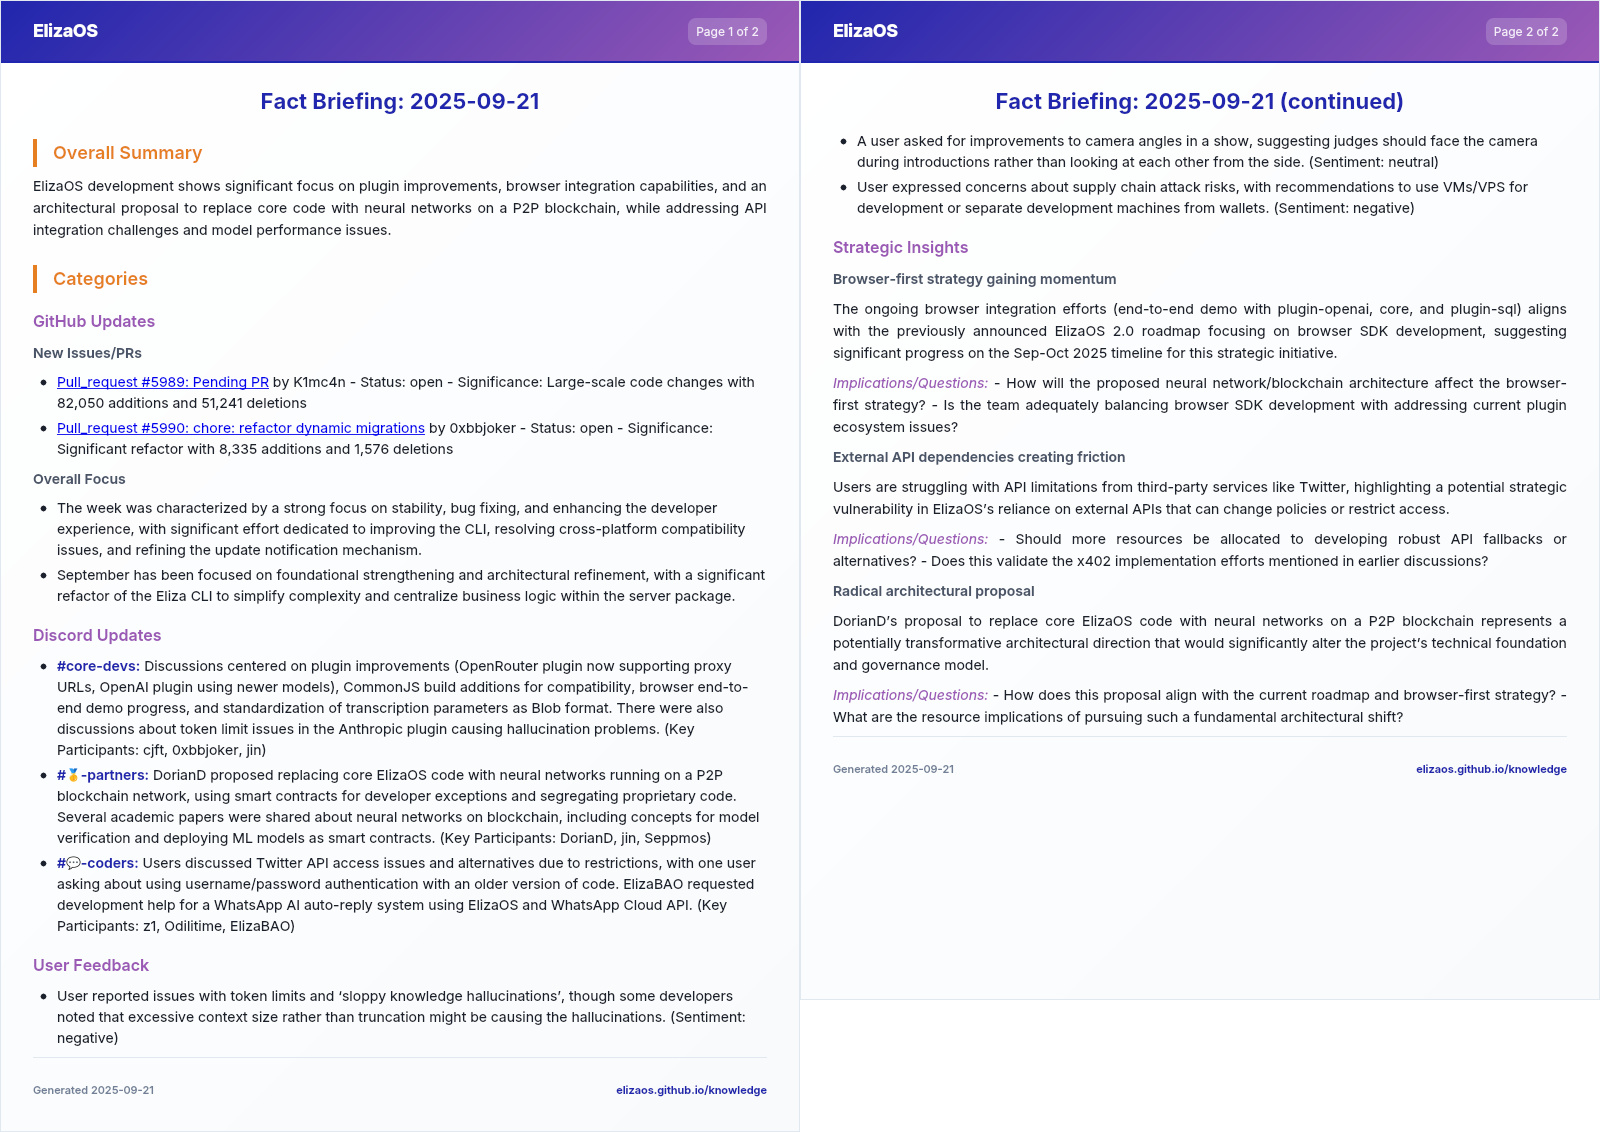 ElizaOS
Page 1 of 2
Fact Briefing: 2025-09-21
Overall Summary
ElizaOS development shows significant focus on plugin improvements, browser integration capabilities, and an
architectural proposal to replace core code with neural networks on a P2P blockchain, while addressing API
integration challenges and model performance issues.
Categories
GitHub Updates
New Issues/PRs
• Pull_request #5989: Pending PR by K1mc4n - Status: open - Significance: Large-scale code changes with
82,050 additions and 51,241 deletions
• Pull_request #5990: chore: refactor dynamic migrations by 0xbbjoker - Status: open - Significance:
Significant refactor with 8,335 additions and 1,576 deletions
Overall Focus
• The week was characterized by a strong focus on stability, bug fixing, and enhancing the developer
experience, with significant effort dedicated to improving the CLI, resolving cross-platform compatibility
issues, and refining the update notification mechanism.
• September has been focused on foundational strengthening and architectural refinement, with a significant
refactor of the Eliza CLI to simplify complexity and centralize business logic within the server package.
Discord Updates
• #core-devs: Discussions centered on plugin improvements (OpenRouter plugin now supporting proxy
URLs, OpenAI plugin using newer models), CommonJS build additions for compatibility, browser end-to-
end demo progress, and standardization of transcription parameters as Blob format. There were also
discussions about token limit issues in the Anthropic plugin causing hallucination problems. (Key
Participants: cjft, 0xbbjoker, jin)
• #🥇-partners: DorianD proposed replacing core ElizaOS code with neural networks running on a P2P
blockchain network, using smart contracts for developer exceptions and segregating proprietary code.
Several academic papers were shared about neural networks on blockchain, including concepts for model
verification and deploying ML models as smart contracts. (Key Participants: DorianD, jin, Seppmos)
• #💬-coders: Users discussed Twitter API access issues and alternatives due to restrictions, with one user
asking about using username/password authentication with an older version of code. ElizaBAO requested
development help for a WhatsApp AI auto-reply system using ElizaOS and WhatsApp Cloud API. (Key
Participants: z1, Odilitime, ElizaBAO)
User Feedback
• User reported issues with token limits and ‘sloppy knowledge hallucinations’, though some developers
noted that excessive context size rather than truncation might be causing the hallucinations. (Sentiment:
negative)
Generated 2025-09-21
elizaos.github.io/knowledge
ElizaOS
Page 2 of 2
Fact Briefing: 2025-09-21 (continued)
• A user asked for improvements to camera angles in a show, suggesting judges should face the camera
during introductions rather than looking at each other from the side. (Sentiment: neutral)
• User expressed concerns about supply chain attack risks, with recommendations to use VMs/VPS for
development or separate development machines from wallets. (Sentiment: negative)
Strategic Insights
Browser-first strategy gaining momentum
The ongoing browser integration efforts (end-to-end demo with plugin-openai, core, and plugin-sql) aligns
with the previously announced ElizaOS 2.0 roadmap focusing on browser SDK development, suggesting
significant progress on the Sep-Oct 2025 timeline for this strategic initiative.
Implications/Questions: - How will the proposed neural network/blockchain architecture affect the browser-
first strategy? - Is the team adequately balancing browser SDK development with addressing current plugin
ecosystem issues?
External API dependencies creating friction
Users are struggling with API limitations from third-party services like Twitter, highlighting a potential strategic
vulnerability in ElizaOS’s reliance on external APIs that can change policies or restrict access.
Implications/Questions: - Should more resources be allocated to developing robust API fallbacks or
alternatives? - Does this validate the x402 implementation efforts mentioned in earlier discussions?
Radical architectural proposal
DorianD’s proposal to replace core ElizaOS code with neural networks on a P2P blockchain represents a
potentially transformative architectural direction that would significantly alter the project’s technical foundation
and governance model.
Implications/Questions: - How does this proposal align with the current roadmap and browser-first strategy? -
What are the resource implications of pursuing such a fundamental architectural shift?
Generated 2025-09-21
elizaos.github.io/knowledge